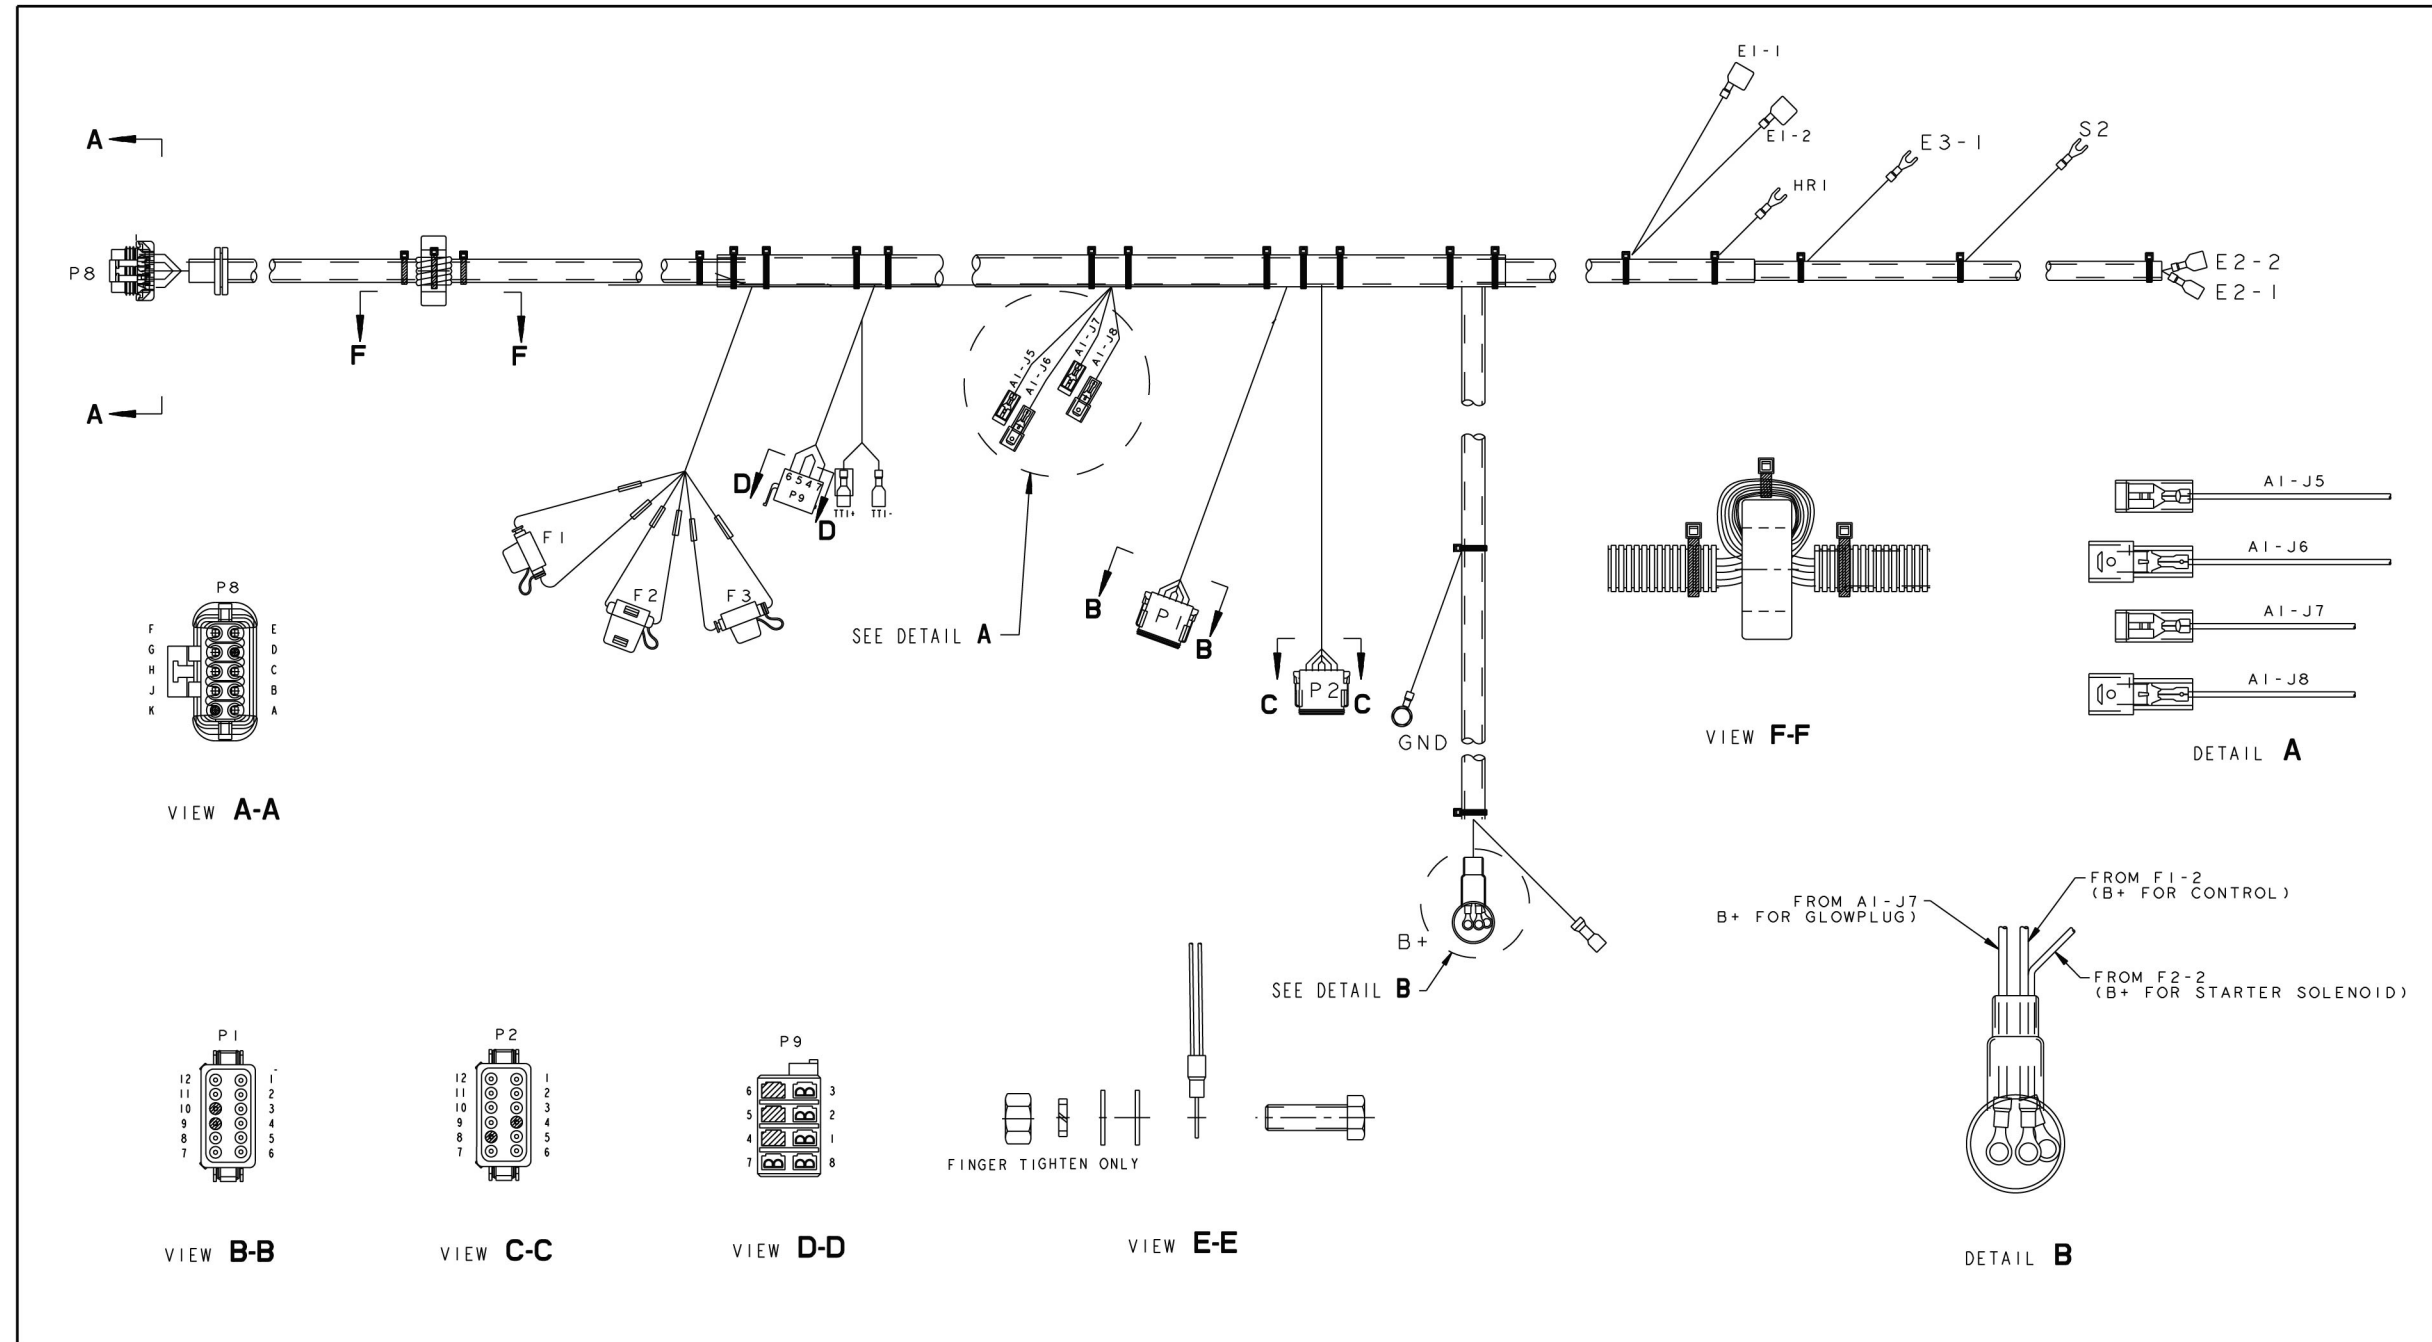 E1-1
E1-2
E3-1
S2
HR1
A
P8
E2-2
E2-1
F
F
A
A1-J5
A1-J6
A1-J7
A1-J8
D
6 5 4 7
P9
TT1+
TT1-
D
F1
F2
F3
SEE DETAIL A
B
P1
B
C
P2
C
GND
VIEW F-F
A1-J5
A1-J6
A1-J7
A1-J8
DETAIL A
P8
F E
G D
H C
J B
K A
VIEW A-A
B+
SEE DETAIL B
FROM A1-J7
B+ FOR GLOWPLUG)
FROM F1-2
(B+ FOR CONTROL)
FROM F2-2
(B+ FOR STARTER SOLENOID)
DETAIL B
P1
12 1
11 2
10 3
9 4
8 5
7 6
VIEW B-B
P2
12 1
11 2
10 3
9 4
8 5
7 6
VIEW C-C
P9
6 3
5 2
4 1
7 8
VIEW D-D
FINGER TIGHTEN ONLY
VIEW E-E